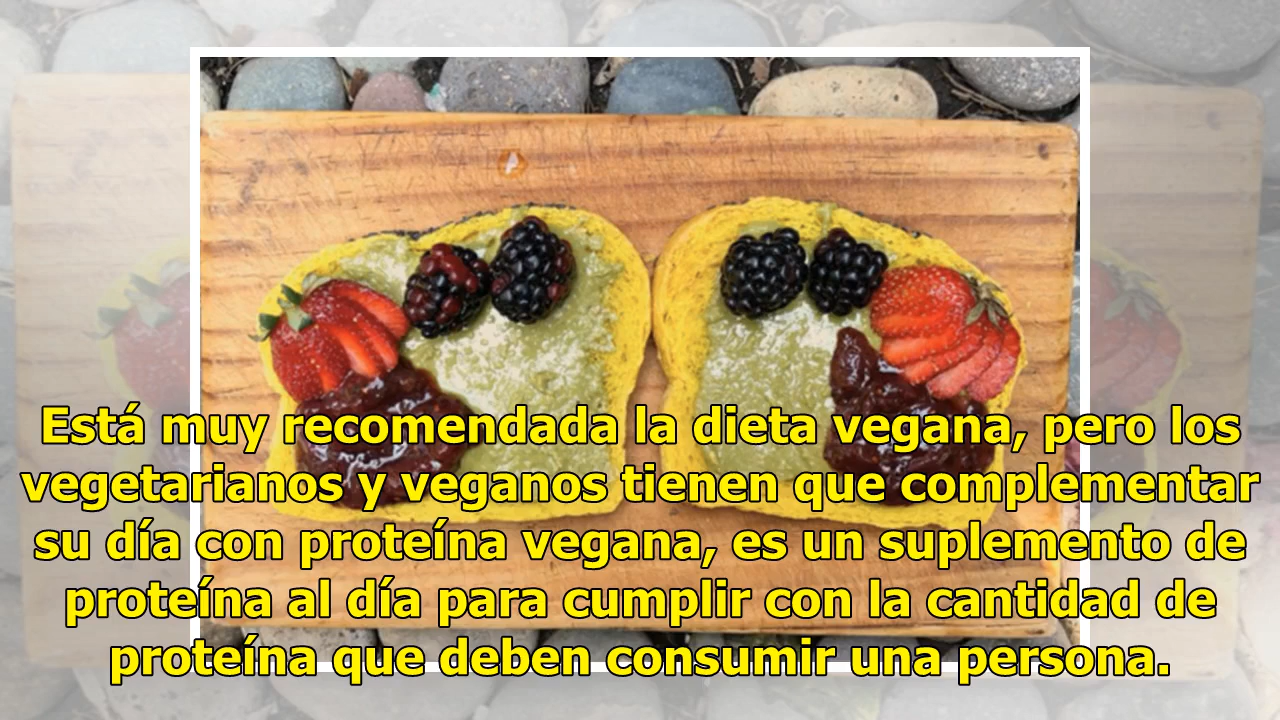 Está muy recomendada la dieta vegana, pero los
vegetarianos y veganos tienen que complementar
su día con proteína vegana, es un suplemento de
proteína al día para cumplir con la cantidad de
proteína que deben consumir una persona.